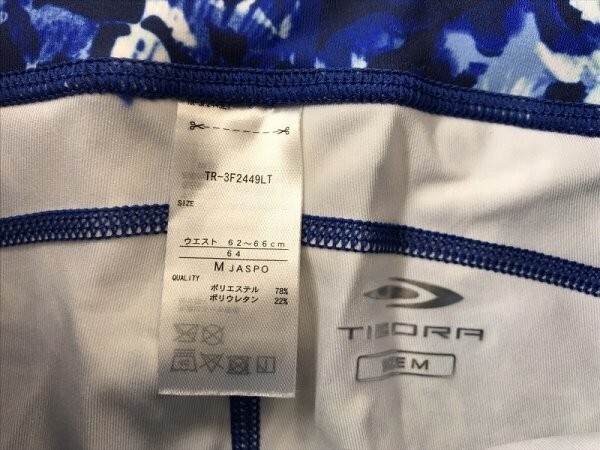 TR-3F2449LT
SIZE
ウエスト 62～66cm
64
M JASPO
QUALITY
ポリエステル 78%
ポリウレタン 22%
TIGORA
SIZE M